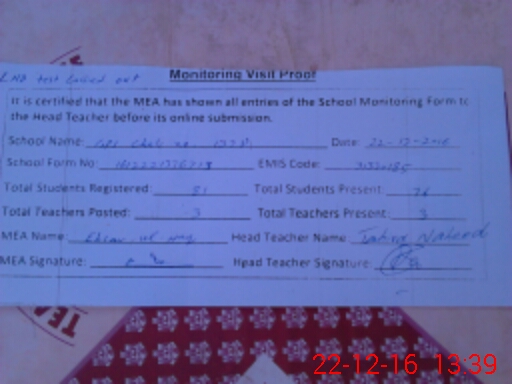 LND test carried out
Monitoring Visit Proof
It is certified that the MEA has shown all entries of the School Monitoring Form to
the Head Teacher before its online submission.
School Name: Date: 22-12-2016
School Form No: EMIS Code:
Total Students Registered: 81 Total Students Present: 76
Total Teachers Posted: 3 Total Teachers Present: 3
MEA Name: Head Teacher Name Naheed
MEA Signature: Head Teacher Signature:
TEA
22-12-16 13:39